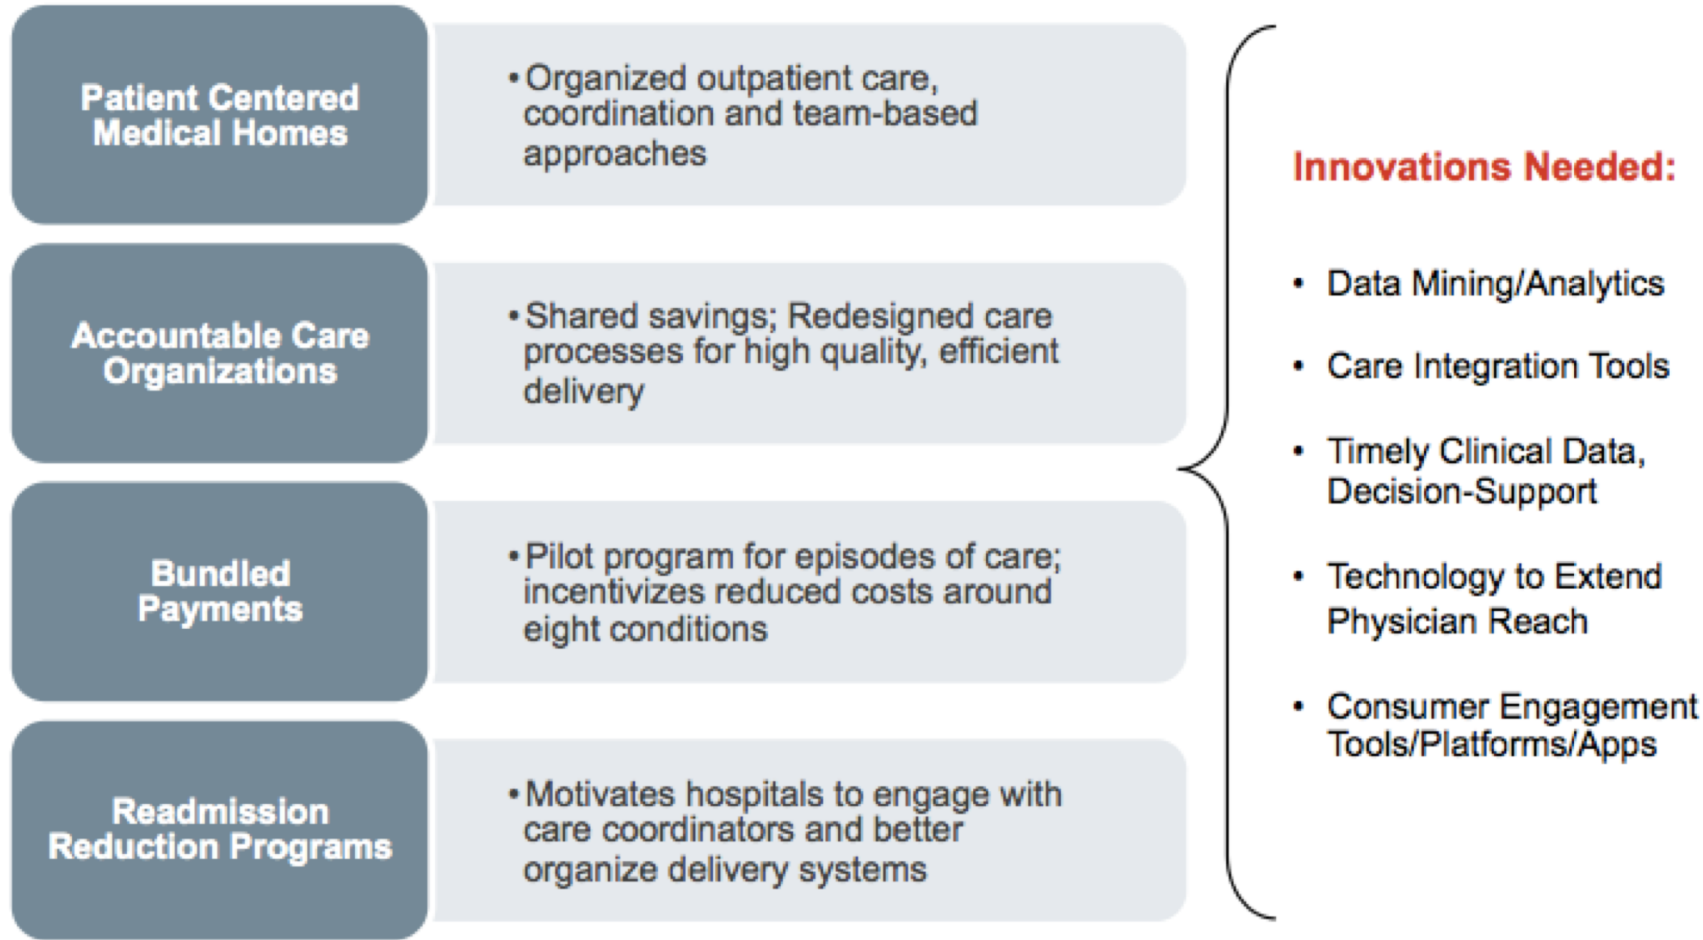 Patient Centered
Medical Homes
• Organized outpatient care,
coordination and team-based
approaches
Accountable Care
Organizations
• Shared savings; Redesigned care
processes for high quality, efficient
delivery
Bundled
Payments
• Pilot program for episodes of care;
incentivizes reduced costs around
eight conditions
Readmission
Reduction Programs
• Motivates hospitals to engage with
care coordinators and better
organize delivery systems
Innovations Needed:
• Data Mining/Analytics
• Care Integration Tools
• Timely Clinical Data,
Decision-Support
• Technology to Extend
Physician Reach
• Consumer Engagement
Tools/Platforms/Apps